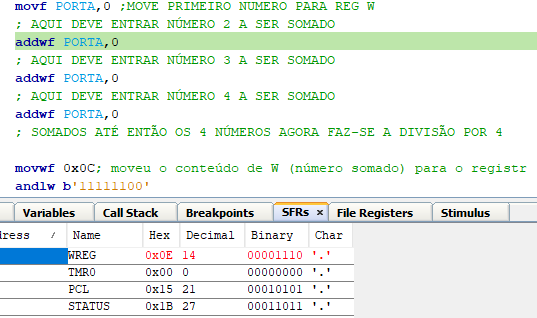 movf PORTA,0 ;MOVE PRIMEIRO NUMERO PARA REG W
; AQUI DEVE ENTRAR NÚMERO 2 A SER SOMADO
addwf PORTA,0
; AQUI DEVE ENTRAR NÚMERO 3 A SER SOMADO
addwf PORTA,0
; AQUI DEVE ENTRAR NÚMERO 4 A SER SOMADO
addwf PORTA,0
; SOMADOS ATÉ ENTÃO OS 4 NÚMEROS AGORA FAZ-SE A DIVISÃO POR 4
movwf 0x0C; moveu o conteúdo de W (número somado) para o registr
andlw b'11111100'
Variables Call Stack Breakpoints SFRs × File Registers Stimulus
dress / Name Hex Decimal Binary Char
WREG 0x0E 14 00001110 '.'
TMR0 0x00 0 00000000 '.'
PCL 0x15 21 00010101 '.'
STATUS 0x1B 27 00011011 '.'